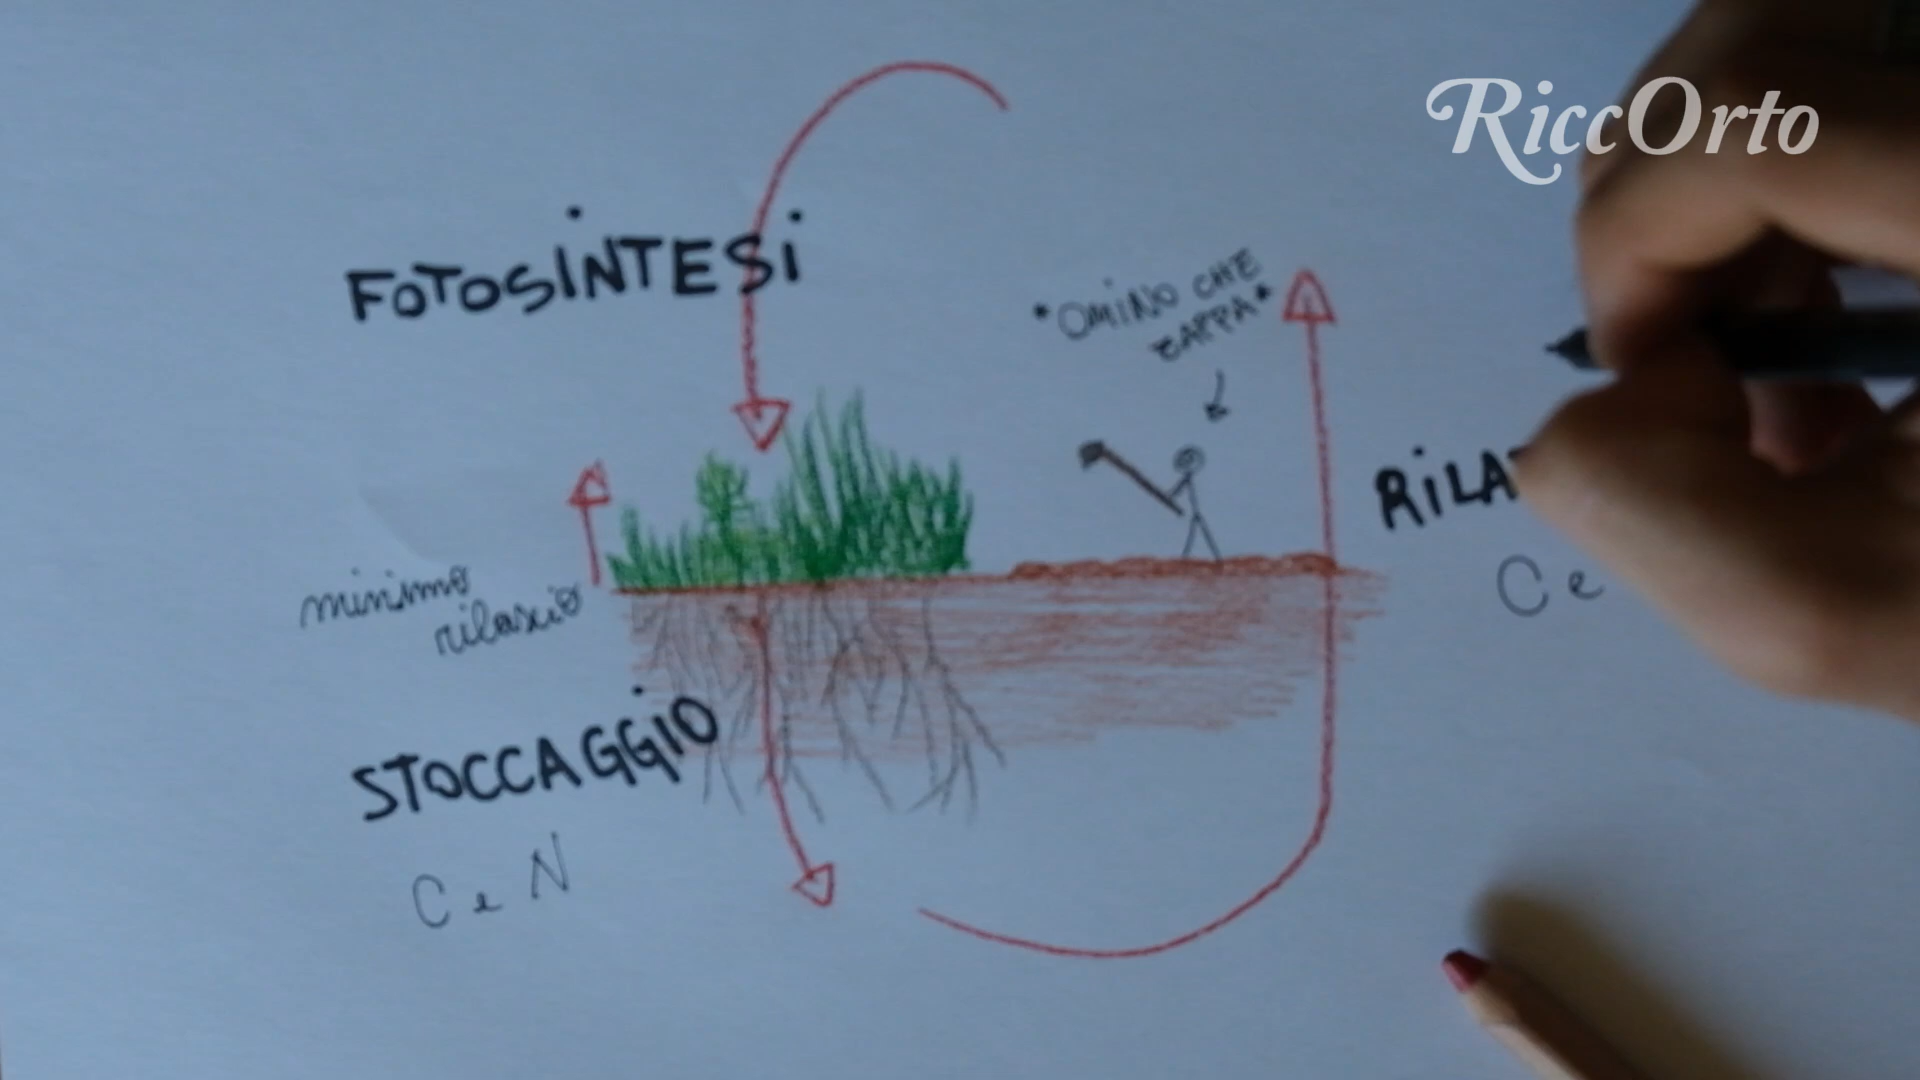 RiccOrto
FOTOSiNTESi
*OMiNO CHE
ZAPPA*
RiLA
C e
minimo
rilascio
STOCCAGGiO
C e N